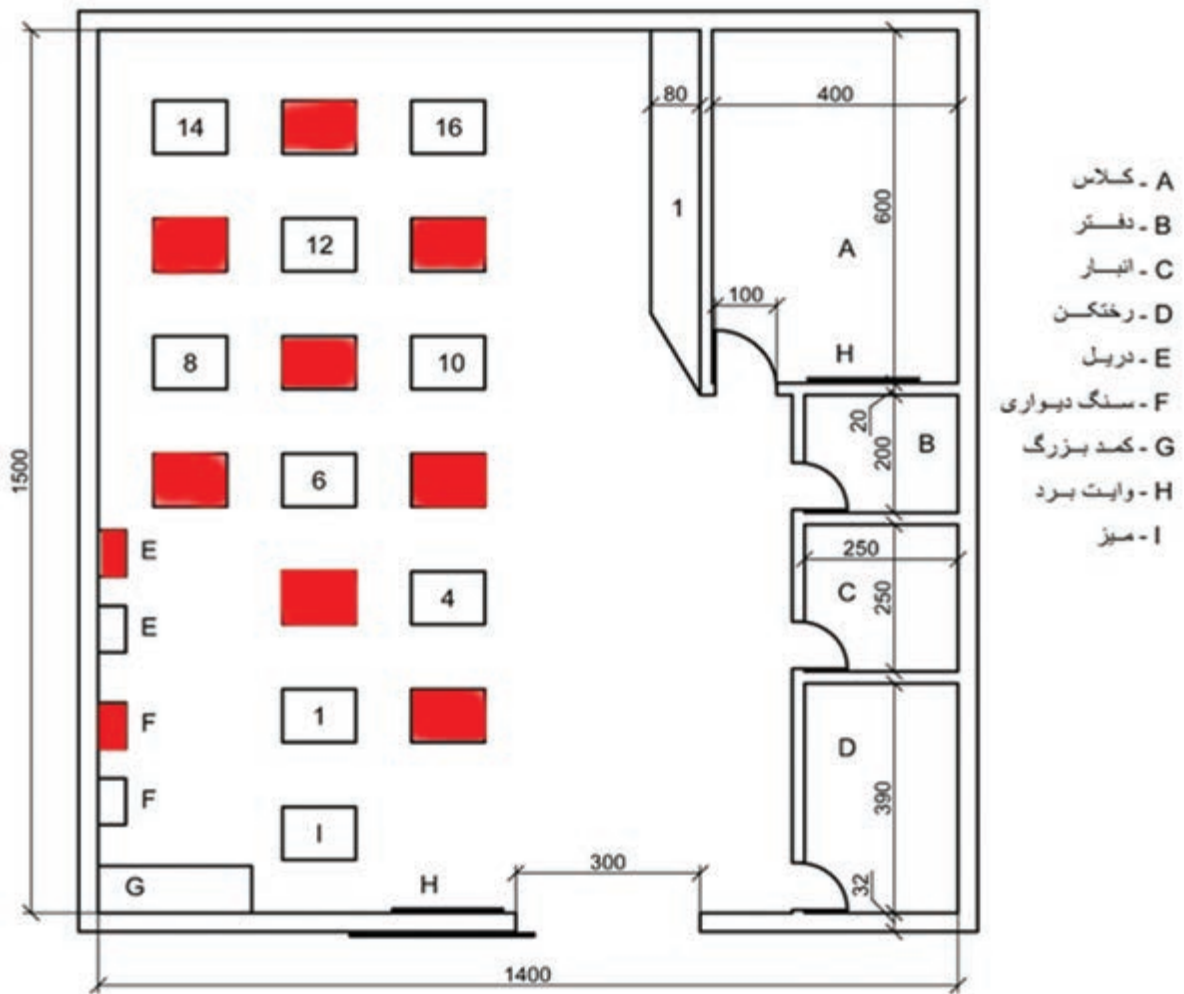 80
400
14
16
1
600
12
A
100
8
10
H
20
200
B
1500
6
E
250
C
250
E
4
F
1
D
F
390
I
300
32
G
H
1400
A - کلاس
B - دفتر
C - انبار
D - رختکن
E - دریل
F - سنگ دیواری
G - کمد بزرگ
H - وایت برد
I - میز